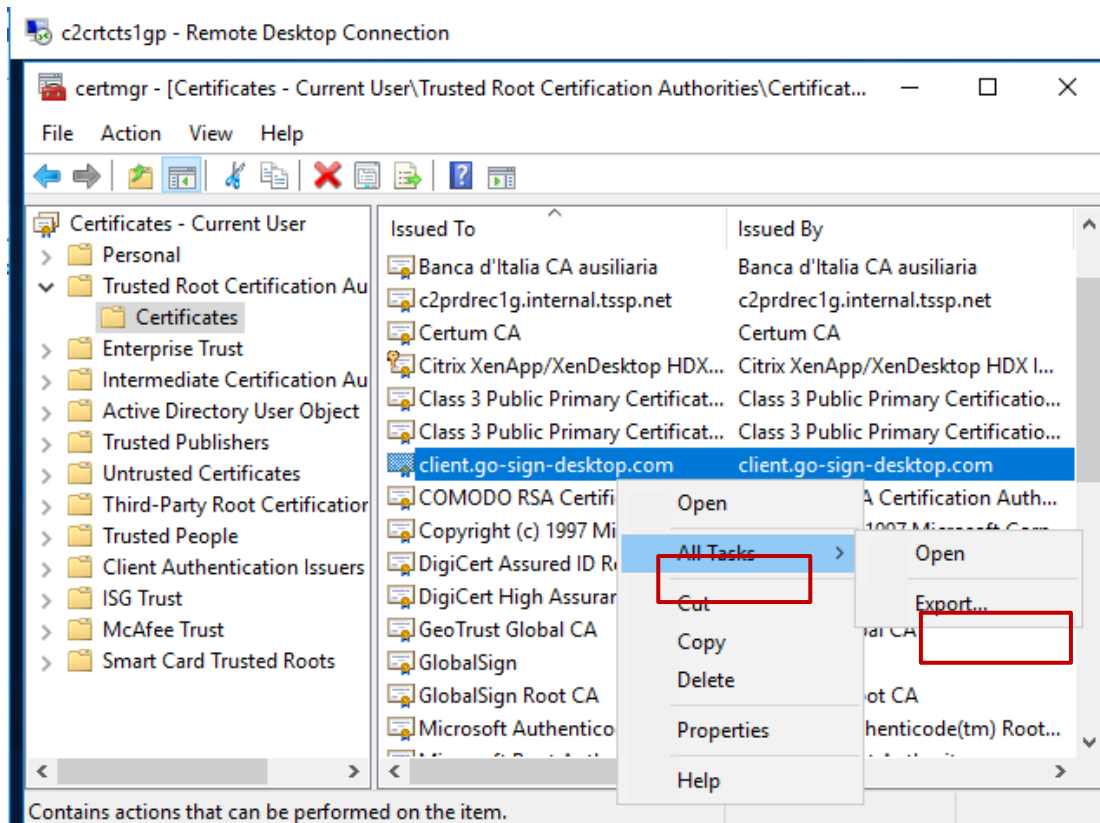 c2crtcts1gp - Remote Desktop Connection
certmgr - [Certificates - Current User\Trusted Root Certification Authorities\Certificat...
File Action View Help
Certificates - Current User
Personal
Trusted Root Certification Au
Certificates
Enterprise Trust
Intermediate Certification Au
Active Directory User Object
Trusted Publishers
Untrusted Certificates
Third-Party Root Certification
Trusted People
Client Authentication Issuers
ISG Trust
McAfee Trust
Smart Card Trusted Roots
Issued To Issued By
Banca d'Italia CA ausiliaria Banca d'Italia CA ausiliaria
c2prdrec1g.internal.tssp.net c2prdrec1g.internal.tssp.net
Certum CA Certum CA
Citrix XenApp/XenDesktop HDX... Citrix XenApp/XenDesktop HDX I...
Class 3 Public Primary Certificat... Class 3 Public Primary Certificatio...
Class 3 Public Primary Certificat... Class 3 Public Primary Certificatio...
client.go-sign-desktop.com client.go-sign-desktop.com
COMODO RSA Certifi A Certification Auth...
Copyright (c) 1997 Mi 1997 Microsoft Corp
DigiCert Assured ID R
DigiCert High Assurar
GeoTrust Global CA bal CA
GlobalSign
GlobalSign Root CA ot CA
Microsoft Authentico henticode(tm) Root...
Open
All Tasks
Cut
Copy
Delete
Properties
Help
Open
Export...
Contains actions that can be performed on the item.